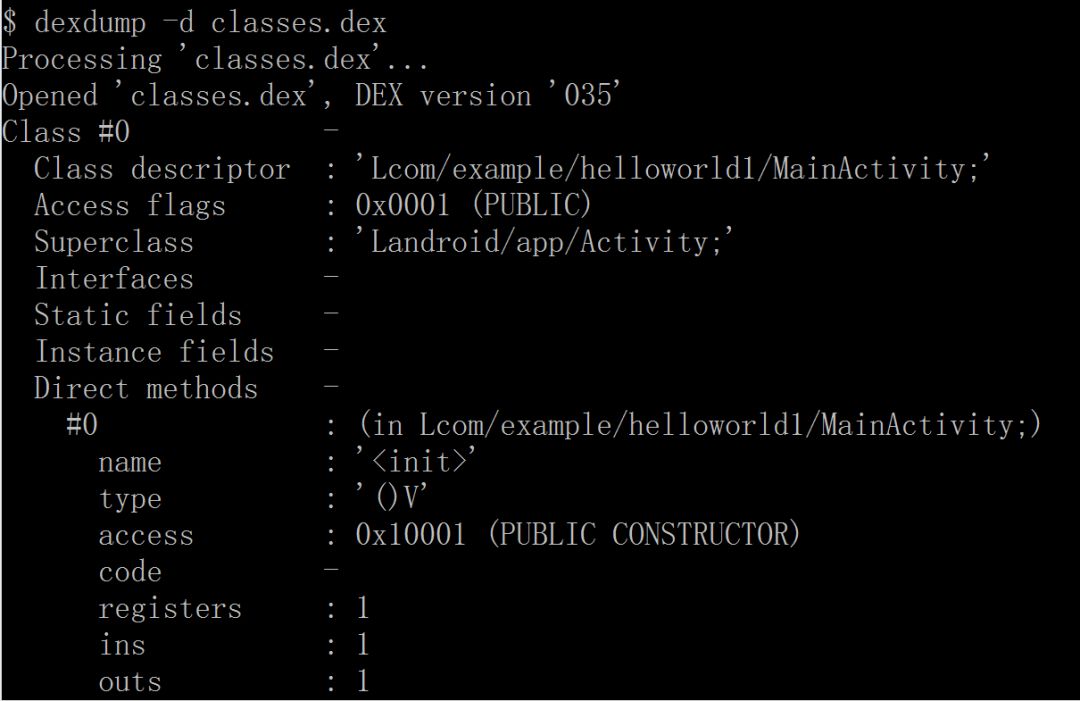 $ dexdump -d classes.dex
Processing 'classes.dex'...
Opened 'classes.dex', DEX version '035'
Class #0            -
  Class descriptor  : 'Lcom/example/helloworld1/MainActivity;'
  Access flags      : 0x0001 (PUBLIC)
  Superclass        : 'Landroid/app/Activity;'
  Interfaces        -
  Static fields     -
  Instance fields   -
  Direct methods    -
    #0              : (in Lcom/example/helloworld1/MainActivity;)
      name          : '<init>'
      type          : '()V'
      access        : 0x10001 (PUBLIC CONSTRUCTOR)
      code          -
      registers     : 1
      ins           : 1
      outs          : 1